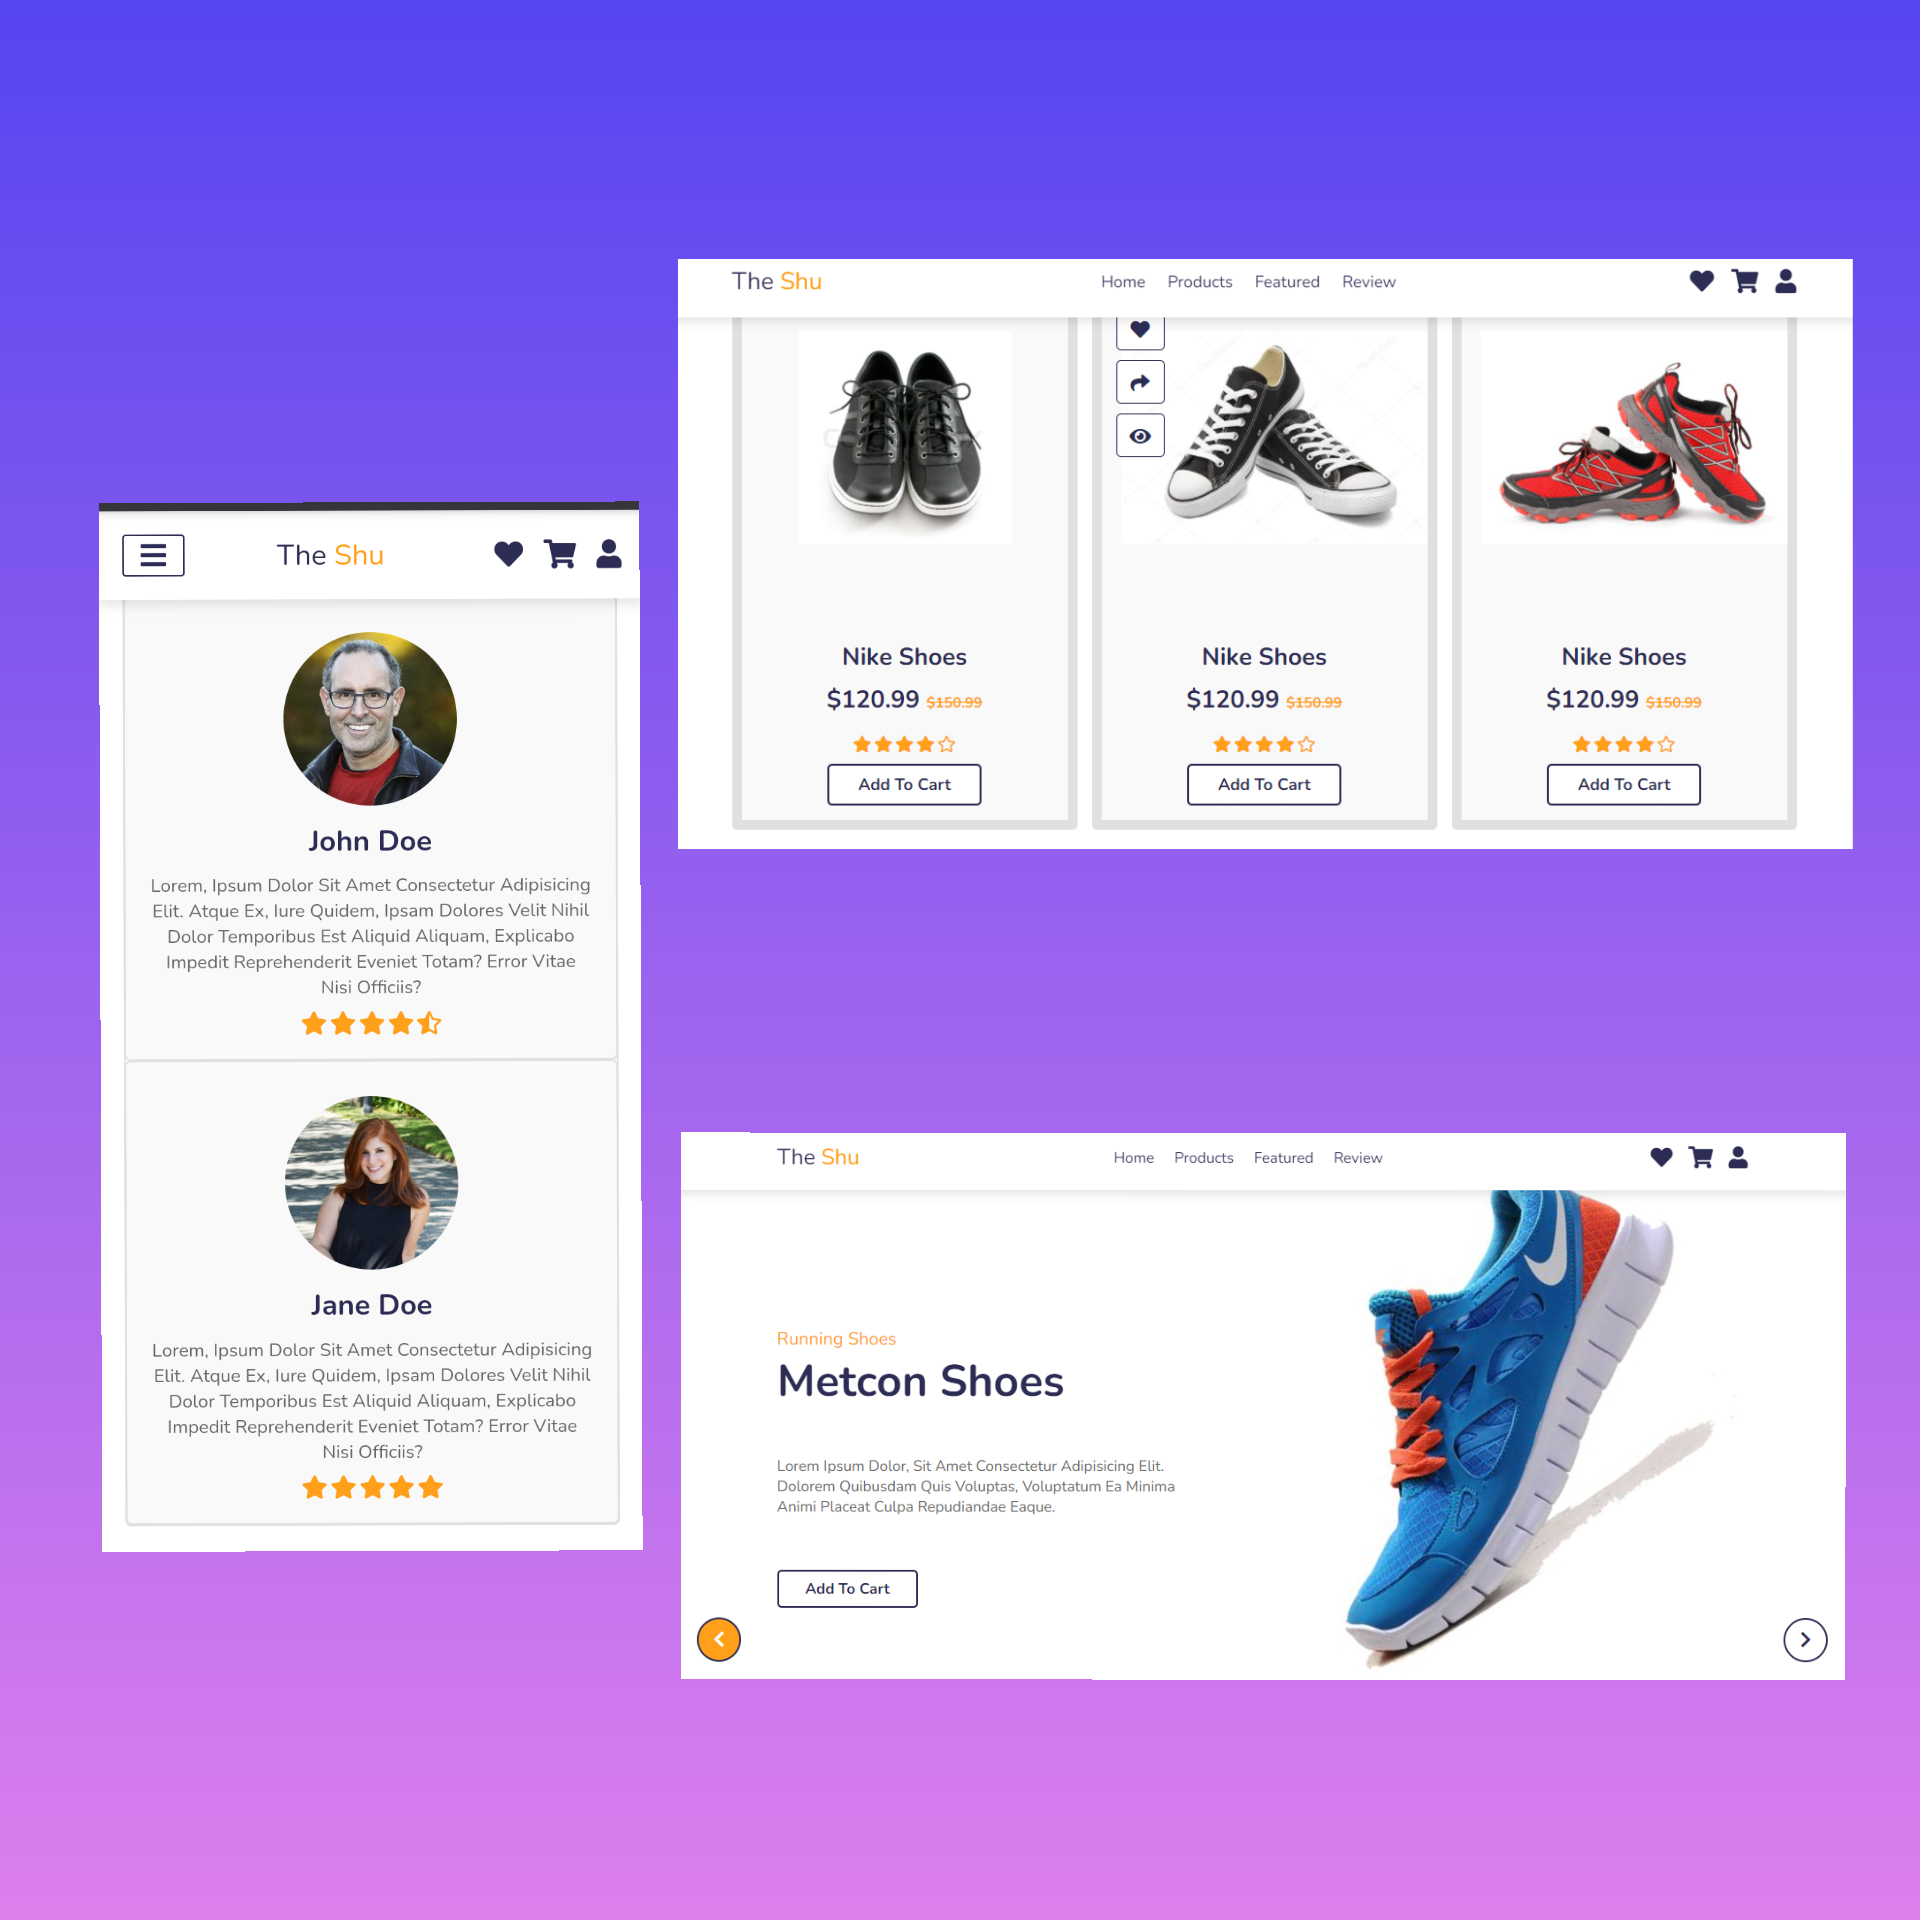 The Shu
John Doe
Lorem, Ipsum Dolor Sit Amet Consectetur Adipisicing
Elit. Atque Ex, Iure Quidem, Ipsam Dolores Velit Nihil
Dolor Temporibus Est Aliquid Aliquam, Explicabo
Impedit Reprehenderit Eveniet Totam? Error Vitae
Nisi Officiis?
Jane Doe
Lorem, Ipsum Dolor Sit Amet Consectetur Adipisicing
Elit. Atque Ex, Iure Quidem, Ipsam Dolores Velit Nihil
Dolor Temporibus Est Aliquid Aliquam, Explicabo
Impedit Reprehenderit Eveniet Totam? Error Vitae
Nisi Officiis?
The Shu Home Products Featured Review
Nike Shoes Nike Shoes Nike Shoes
$120.99 $150.99 $120.99 $150.99 $120.99 $150.99
Add To Cart Add To Cart Add To Cart
The Shu Home Products Featured Review
Running Shoes
Metcon Shoes
Lorem Ipsum Dolor, Sit Amet Consectetur Adipisicing Elit.
Dolorem Quibusdam Quis Voluptas, Voluptatum Ea Minima
Animi Placeat Culpa Repudiandae Eaque.
Add To Cart